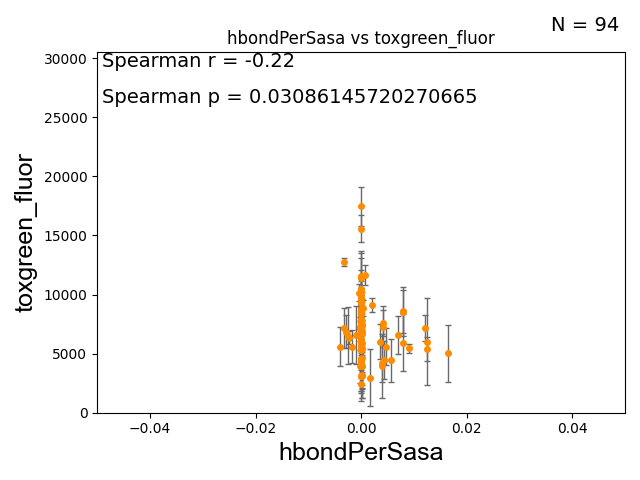 N = 94
hbondPerSasa vs toxgreen_fluor
Spearman r = -0.22
Spearman p = 0.03086145720270665
30000
25000
20000
15000
10000
5000
0
toxgreen_fluor
−0.04 −0.02 0.00 0.02 0.04
hbondPerSasa